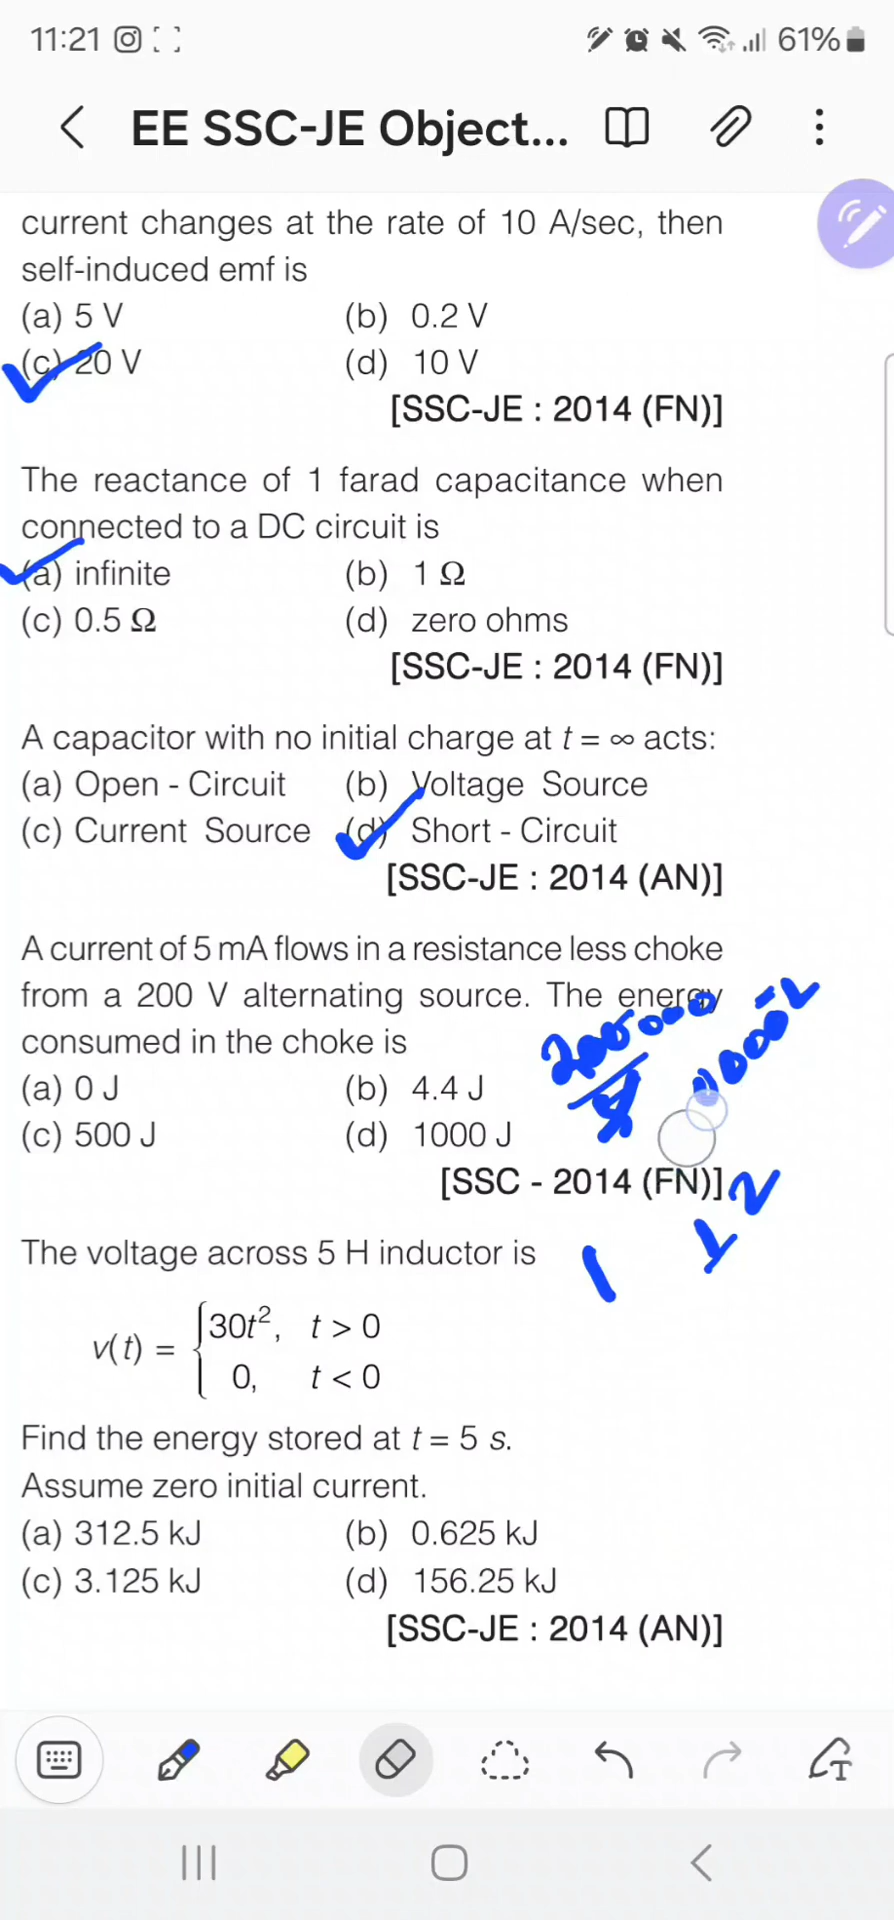 11:21 61%
EE SSC-JE Object...
current changes at the rate of 10 A/sec, then
self-induced emf is
(a) 5 V (b) 0.2 V
(c) 20 V (d) 10 V
[SSC-JE : 2014 (FN)]
The reactance of 1 farad capacitance when
connected to a DC circuit is
(a) infinite (b) 1 Ω
(c) 0.5 Ω (d) zero ohms
[SSC-JE : 2014 (FN)]
A capacitor with no initial charge at t = ∞ acts:
(a) Open - Circuit (b) Voltage Source
(c) Current Source (d) Short - Circuit
[SSC-JE : 2014 (AN)]
A current of 5 mA flows in a resistance less choke
from a 200 V alternating source. The energy
consumed in the choke is
(a) 0 J (b) 4.4 J
(c) 500 J (d) 1000 J
[SSC - 2014 (FN)]
The voltage across 5 H inductor is
v(t) = { 30t², t > 0
0, t < 0
Find the energy stored at t = 5 s.
Assume zero initial current.
(a) 312.5 kJ (b) 0.625 kJ
(c) 3.125 kJ (d) 156.25 kJ
[SSC-JE : 2014 (AN)]